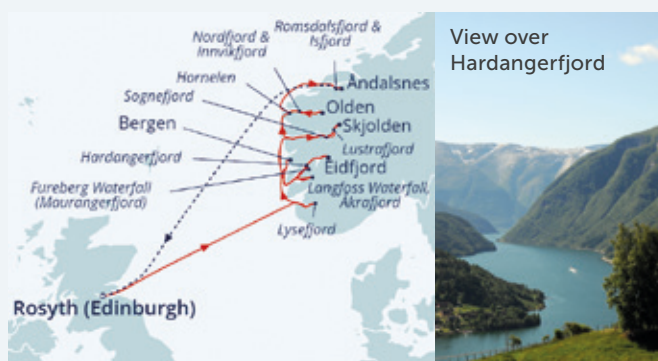 Romsdalsfjord &
Isfjord
Nordfjord &
Innvikfjord
Hornelen
Åndalsnes
Sognefjord
Olden
Bergen
Skjolden
Lustrafjord
Hardangerfjord
Eidfjord
Fureberg Waterfall
(Maurangerfjord)
Langfoss Waterfall,
Åkrafjord
Lysefjord
Rosyth (Edinburgh)
View over
Hardangerfjord